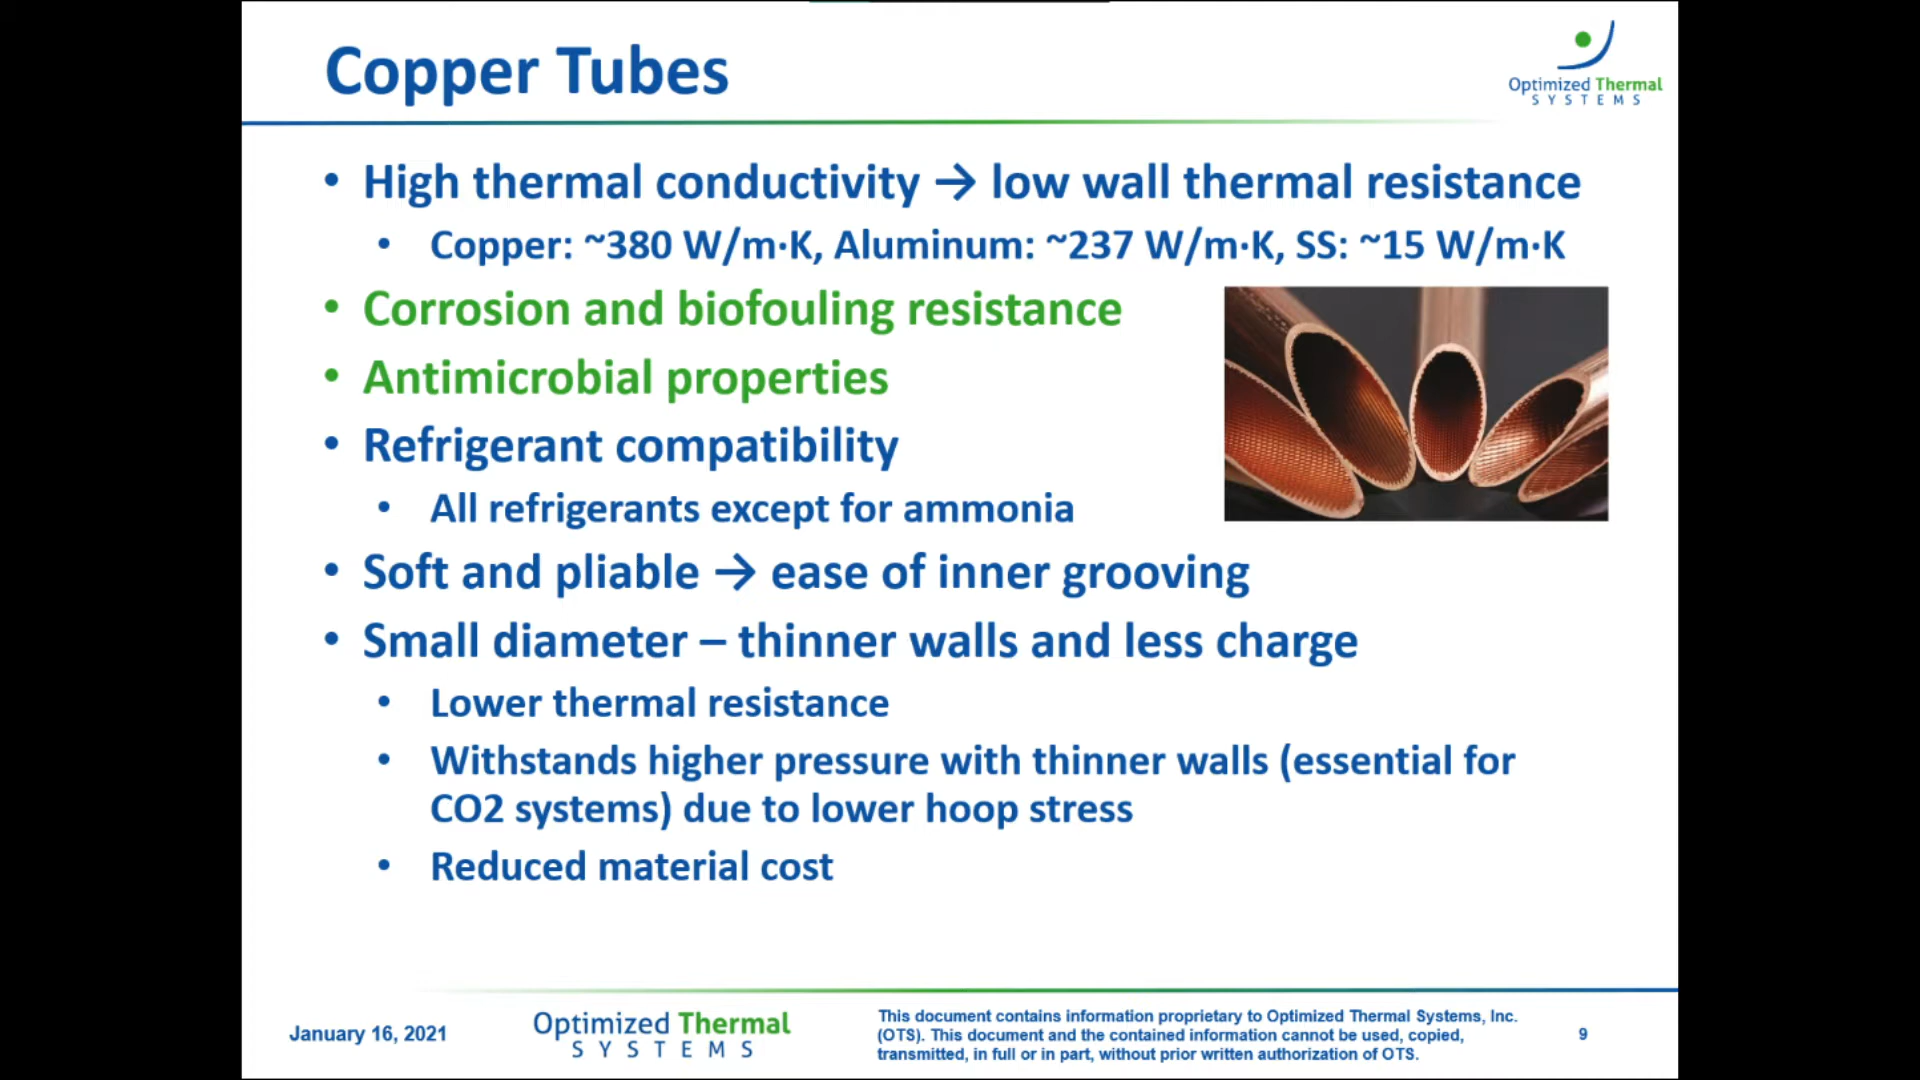 Copper Tubes
Optimized Thermal
SYSTEMS
• High thermal conductivity → low wall thermal resistance
• Copper: ~380 W/m·K, Aluminum: ~237 W/m·K, SS: ~15 W/m·K
• Corrosion and biofouling resistance
• Antimicrobial properties
• Refrigerant compatibility
• All refrigerants except for ammonia
• Soft and pliable → ease of inner grooving
• Small diameter – thinner walls and less charge
• Lower thermal resistance
• Withstands higher pressure with thinner walls (essential for
CO2 systems) due to lower hoop stress
• Reduced material cost
January 16, 2021
Optimized Thermal
SYSTEMS
This document contains information proprietary to Optimized Thermal Systems, Inc.
(OTS). This document and the contained information cannot be used, copied,
transmitted, in full or in part, without prior written authorization of OTS.
9